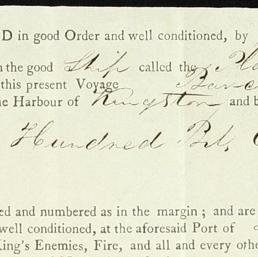 D in good Order and well conditioned, by
n the good Ship called the
this present Voyage
he Harbour of Kingston and b
Hundred
ed and numbered as in the margin ; and are
well conditioned, at the aforesaid Port of
King's Enemies, Fire, and all and every othe